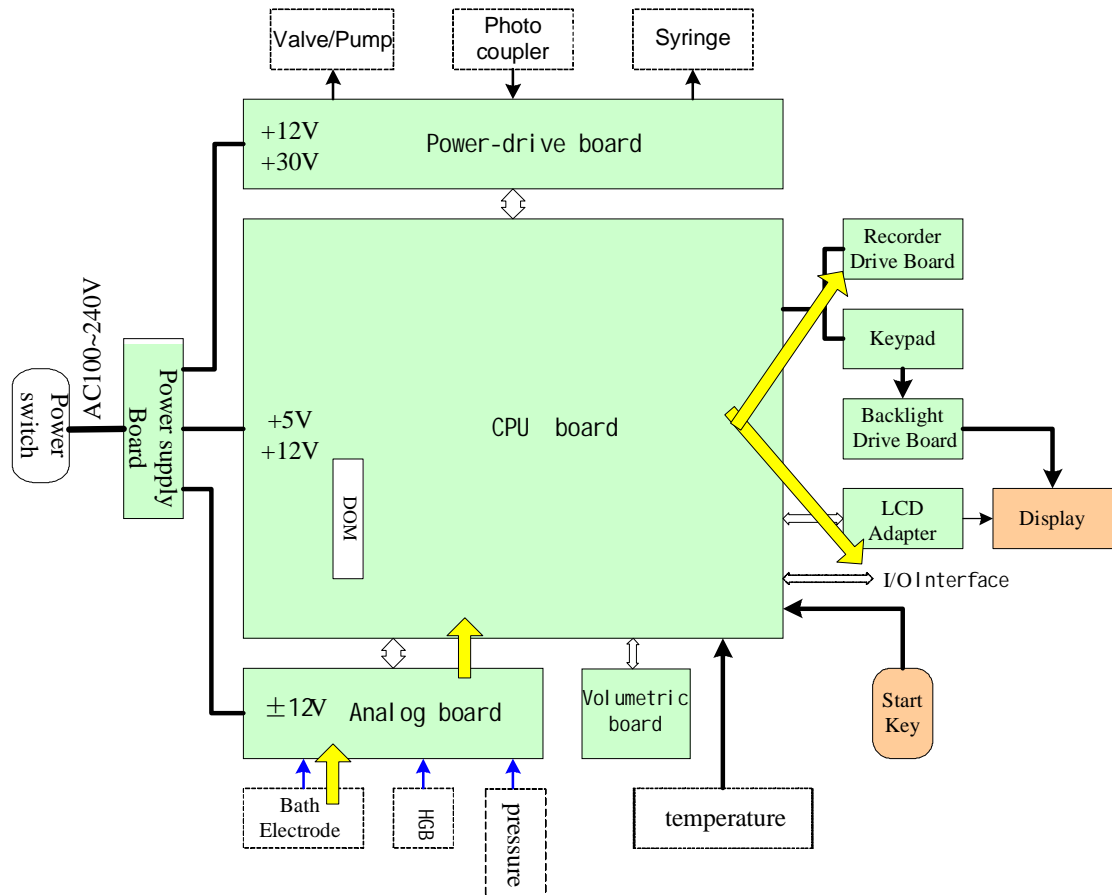 Valve/Pump
Photo
coupler
Syringe
+12V
+30V
Power-drive board
Recorder
Drive Board
Keypad
Backlight
Drive Board
AC100~240V
Power
switch
Power supply
Board
+5V
+12V
CPU board
DOM
LCD
Adapter
Display
I/OInterface
±12V
Analog board
Volumetric
board
Start
Key
Bath
Electrode
HGB
pressure
temperature